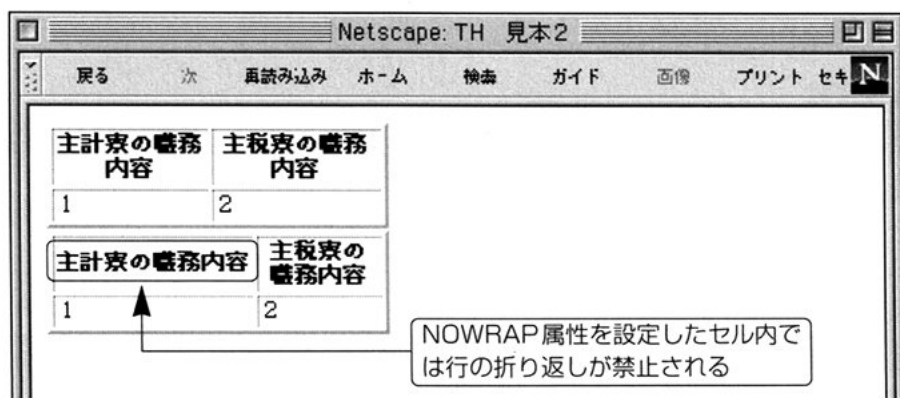 Netscape: TH 見本2
戻る 次 再読み込み ホーム 検索 ガイド 画像 プリント セキ N
主計寮の職務 主税寮の職務
内容 内容
1 2
主計寮の職務内容 主税寮の
職務内容
1 2
NOWRAP属性を設定したセル内で
は行の折り返しが禁止される